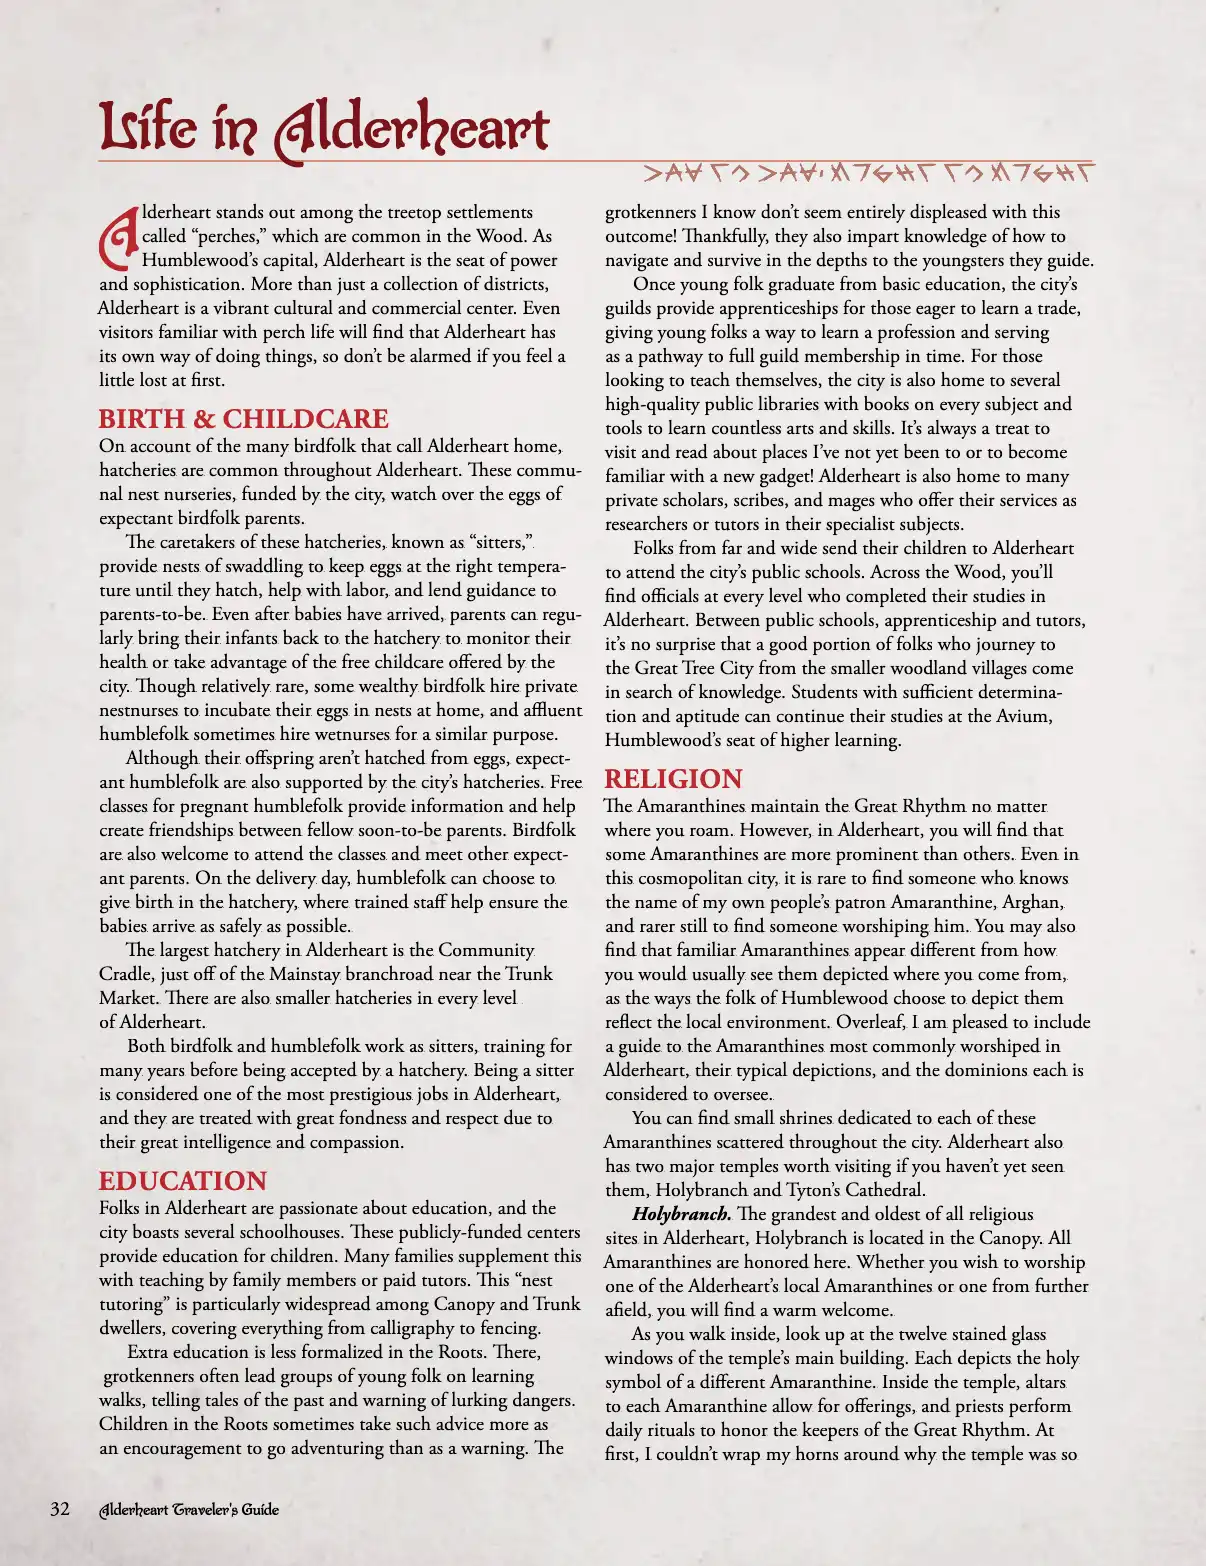 Life in Alderheart
Alderheart stands out among the treetop settlements
called “perches,” which are common in the Wood. As
Humblewood’s capital, Alderheart is the seat of power
and sophistication. More than just a collection of districts,
Alderheart is a vibrant cultural and commercial center. Even
visitors familiar with perch life will find that Alderheart has
its own way of doing things, so don’t be alarmed if you feel a
little lost at first.
BIRTH & CHILDCARE
On account of the many birdfolk that call Alderheart home,
hatcheries are common throughout Alderheart. These commu-
nal nest nurseries, funded by the city, watch over the eggs of
expectant birdfolk parents.
The caretakers of these hatcheries, known as “sitters,”
provide nests of swaddling to keep eggs at the right tempera-
ture until they hatch, help with labor, and lend guidance to
parents-to-be. Even after babies have arrived, parents can regu-
larly bring their infants back to the hatchery to monitor their
health or take advantage of the free childcare offered by the
city. Though relatively rare, some wealthy birdfolk hire private
nestnurses to incubate their eggs in nests at home, and affluent
humblefolk sometimes hire wetnurses for a similar purpose.
Although their offspring aren’t hatched from eggs, expect-
ant humblefolk are also supported by the city’s hatcheries. Free
classes for pregnant humblefolk provide information and help
create friendships between fellow soon-to-be parents. Birdfolk
are also welcome to attend the classes and meet other expect-
ant parents. On the delivery day, humblefolk can choose to
give birth in the hatchery, where trained staff help ensure the
babies arrive as safely as possible.
The largest hatchery in Alderheart is the Community
Cradle, just off of the Mainstay branchroad near the Trunk
Market. There are also smaller hatcheries in every level
of Alderheart.
Both birdfolk and humblefolk work as sitters, training for
many years before being accepted by a hatchery. Being a sitter
is considered one of the most prestigious jobs in Alderheart,
and they are treated with great fondness and respect due to
their great intelligence and compassion.
EDUCATION
Folks in Alderheart are passionate about education, and the
city boasts several schoolhouses. These publicly-funded centers
provide education for children. Many families supplement this
with teaching by family members or paid tutors. This “nest
tutoring” is particularly widespread among Canopy and Trunk
dwellers, covering everything from calligraphy to fencing.
Extra education is less formalized in the Roots. There,
grotkenners often lead groups of young folk on learning
walks, telling tales of the past and warning of lurking dangers.
Children in the Roots sometimes take such advice more as
an encouragement to go adventuring than as a warning. The
grotkenners I know don’t seem entirely displeased with this
outcome! Thankfully, they also impart knowledge of how to
navigate and survive in the depths to the youngsters they guide.
Once young folk graduate from basic education, the city’s
guilds provide apprenticeships for those eager to learn a trade,
giving young folks a way to learn a profession and serving
as a pathway to full guild membership in time. For those
looking to teach themselves, the city is also home to several
high-quality public libraries with books on every subject and
tools to learn countless arts and skills. It’s always a treat to
visit and read about places I’ve not yet been to or to become
familiar with a new gadget! Alderheart is also home to many
private scholars, scribes, and mages who offer their services as
researchers or tutors in their specialist subjects.
Folks from far and wide send their children to Alderheart
to attend the city’s public schools. Across the Wood, you’ll
find officials at every level who completed their studies in
Alderheart. Between public schools, apprenticeship and tutors,
it’s no surprise that a good portion of folks who journey to
the Great Tree City from the smaller woodland villages come
in search of knowledge. Students with sufficient determina-
tion and aptitude can continue their studies at the Avium,
Humblewood’s seat of higher learning.
RELIGION
The Amaranthines maintain the Great Rhythm no matter
where you roam. However, in Alderheart, you will find that
some Amaranthines are more prominent than others. Even in
this cosmopolitan city, it is rare to find someone who knows
the name of my own people’s patron Amaranthine, Arghan,
and rarer still to find someone worshiping him. You may also
find that familiar Amaranthines appear different from how
you would usually see them depicted where you come from,
as the ways the folk of Humblewood choose to depict them
reflect the local environment. Overleaf, I am pleased to include
a guide to the Amaranthines most commonly worshiped in
Alderheart, their typical depictions, and the dominions each is
considered to oversee.
You can find small shrines dedicated to each of these
Amaranthines scattered throughout the city. Alderheart also
has two major temples worth visiting if you haven’t yet seen
them, Holybranch and Tyton’s Cathedral.
Holybranch. The grandest and oldest of all religious
sites in Alderheart, Holybranch is located in the Canopy. All
Amaranthines are honored here. Whether you wish to worship
one of the Alderheart’s local Amaranthines or one from further
afield, you will find a warm welcome.
As you walk inside, look up at the twelve stained glass
windows of the temple’s main building. Each depicts the holy
symbol of a different Amaranthine. Inside the temple, altars
to each Amaranthine allow for offerings, and priests perform
daily rituals to honor the keepers of the Great Rhythm. At
first, I couldn’t wrap my horns around why the temple was so
32 Alderheart Traveler's Guide